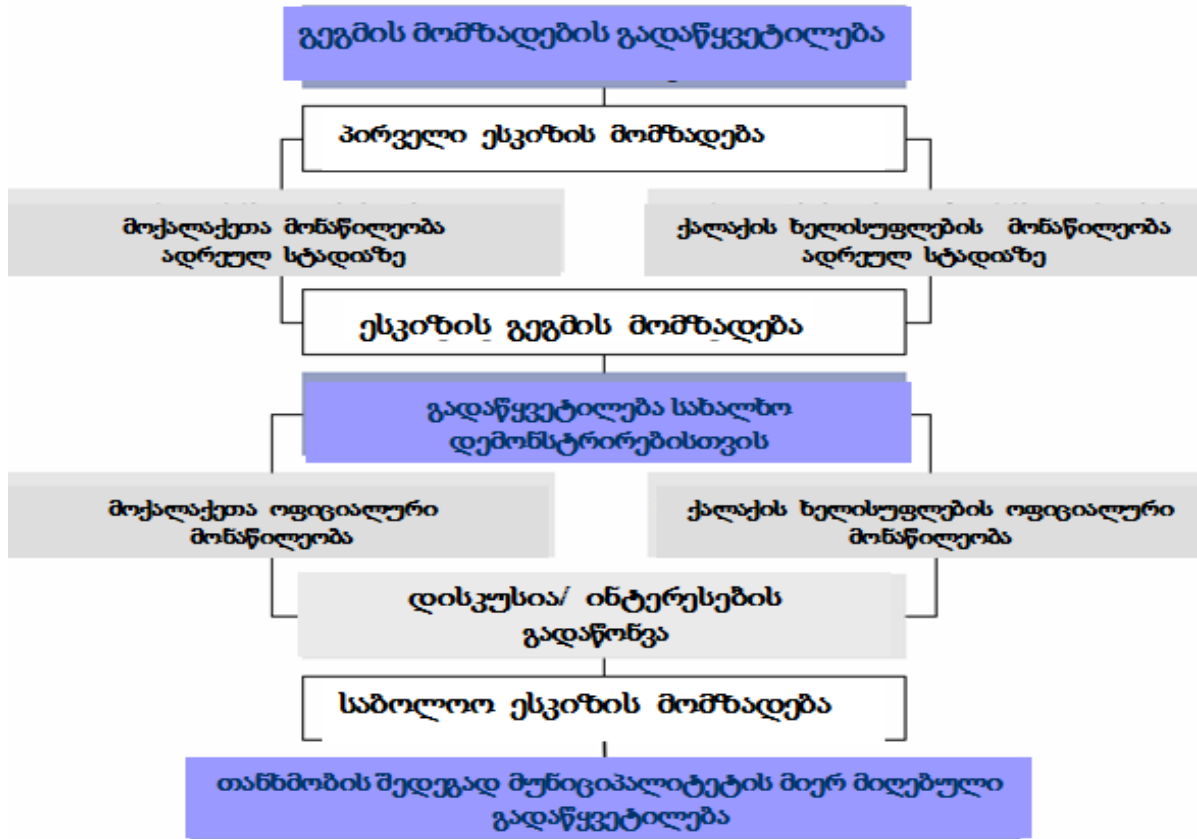 გეგმის მომზადების გადაწყვეტილება
პირველი ესკიზის მომზადება
მოქალაქეთა მონაწილეობა
ადრეულ სტადიაზე
ქალაქის ხელისუფლების მონაწილეობა
ადრეულ სტადიაზე
ესკიზის გეგმის მომზადება
გადაწყვეტილება სახალხო
დემონსტრირებისთვის
მოქალაქეთა ოფიციალური
მონაწილეობა
ქალაქის ხელისუფლების ოფიციალური
მონაწილეობა
დისკუსია/ ინტერესების
გადაწონვა
საბოლოო ესკიზის მომზადება
თანხმობის შედეგად მუნიციპალიტეტის მიერ მიღებული
გადაწყვეტილება